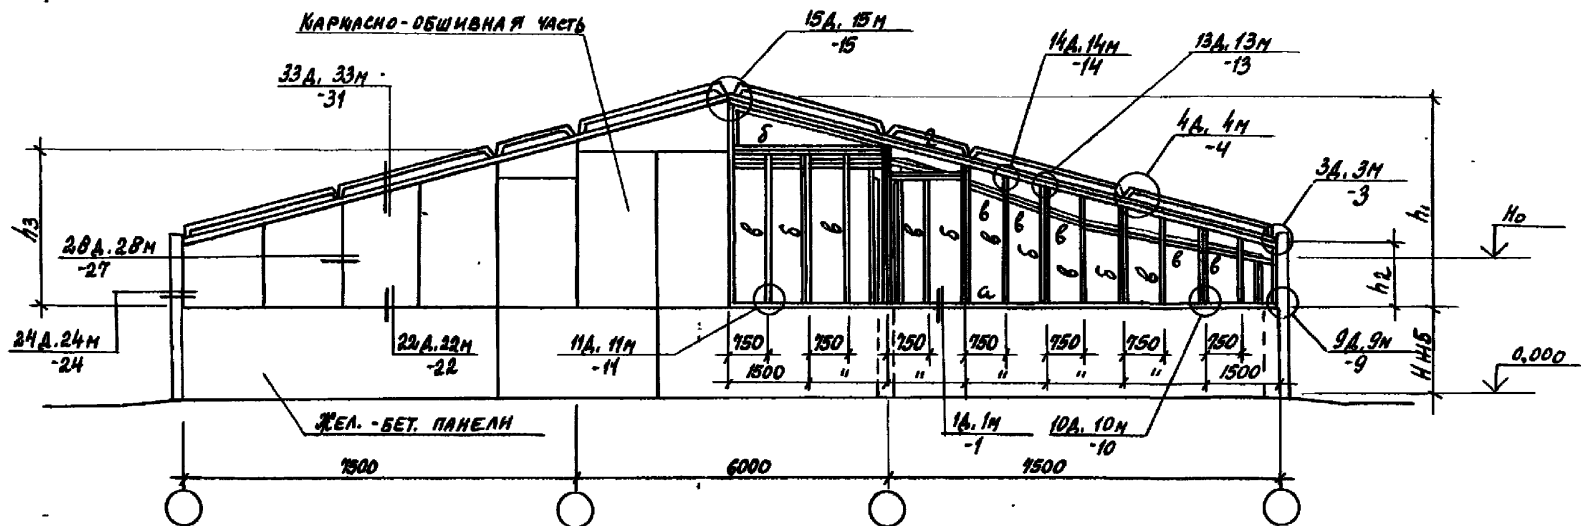 КАРКАСНО-ОБШИВНАЯ ЧАСТЬ
15Д. 15М
-15
14Д. 14М
-14
13Д. 13М
-13
33Д. 33М
-31
4Д. 4М
-4
3Д. 3М
-3
б
г
h3
h1
H0
28Д. 28М
-27
в б в в б в в б в в в б в в в
h2
а
24Д. 24М
-24
22Д. 22М
-22
11Д. 11М
-11
750 750 750 750 750 750 750
1500 " " " " " 1500
9Д. 9М
-9
НЖБ
0,000
ЖЕЛ.-БЕТ. ПАНЕЛИ
1Д. 1М
-1
10Д. 10М
-10
7500 6000 7500